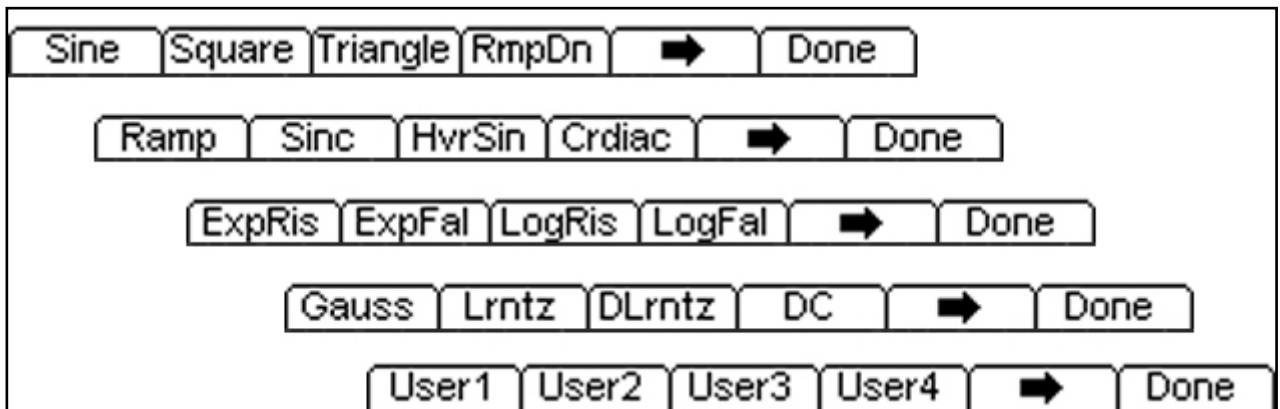 Sine Square Triangle RmpDn ➡ Done
Ramp Sinc HvrSin Crdiac ➡ Done
ExpRis ExpFal LogRis LogFal ➡ Done
Gauss Lrntz DLrntz DC ➡ Done
User1 User2 User3 User4 ➡ Done